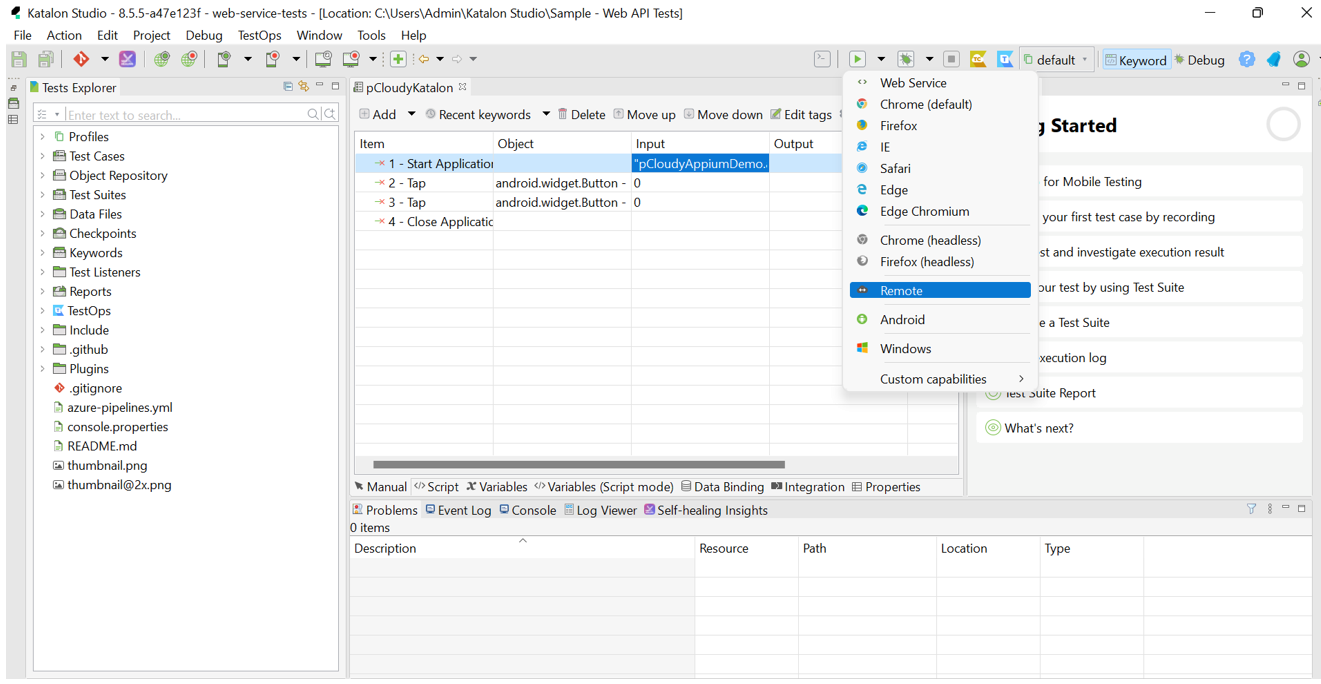 Katalon Studio - 8.5.5-a47e123f - web-service-tests - [Location: C:\Users\Admin\Katalon Studio\Sample - Web API Tests]
File Action Edit Project Debug TestOps Window Tools Help
default Keyword Debug
Tests Explorer
Enter text to search...
Profiles
Test Cases
Object Repository
Test Suites
Data Files
Checkpoints
Keywords
Test Listeners
Reports
TestOps
Include
.github
Plugins
.gitignore
azure-pipelines.yml
console.properties
README.md
thumbnail.png
thumbnail@2x.png
pCloudyKatalon
Add Recent keywords Delete Move up Move down Edit tags
Item Object Input Output
1 - Start Application "pCloudyAppiumDemo.
2 - Tap android.widget.Button - 0
3 - Tap android.widget.Button - 0
4 - Close Applicatic
Manual Script Variables Variables (Script mode) Data Binding Integration Properties
Web Service
Chrome (default)
Firefox
IE
Safari
Edge
Edge Chromium
Chrome (headless)
Firefox (headless)
Remote
Android
Windows
Custom capabilities
g Started
for Mobile Testing
your first test case by recording
est and investigate execution result
our test by using Test Suite
e a Test Suite
xecution log
Test Suite Report
What's next?
Problems Event Log Console Log Viewer Self-healing Insights
0 items
Description Resource Path Location Type